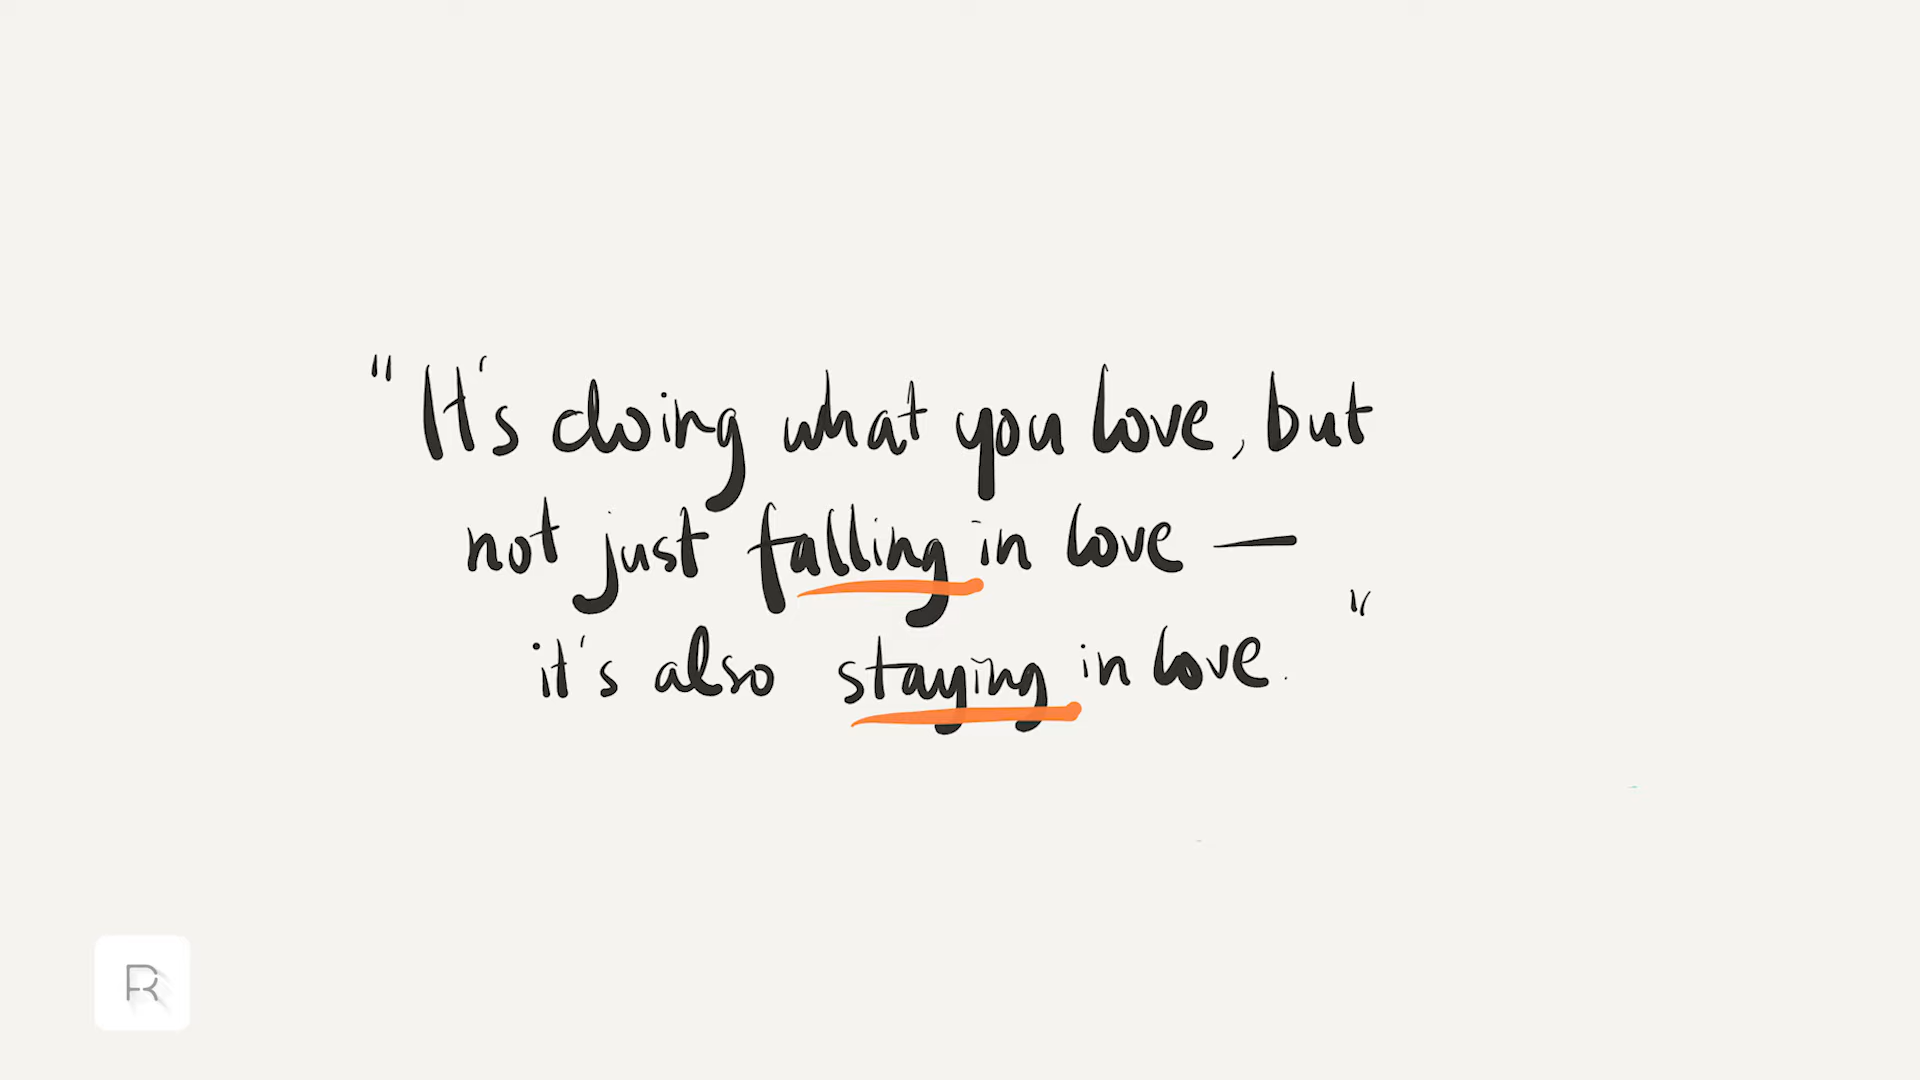 "It's doing what you love, but
not just falling in love —
it's also staying in love."
R